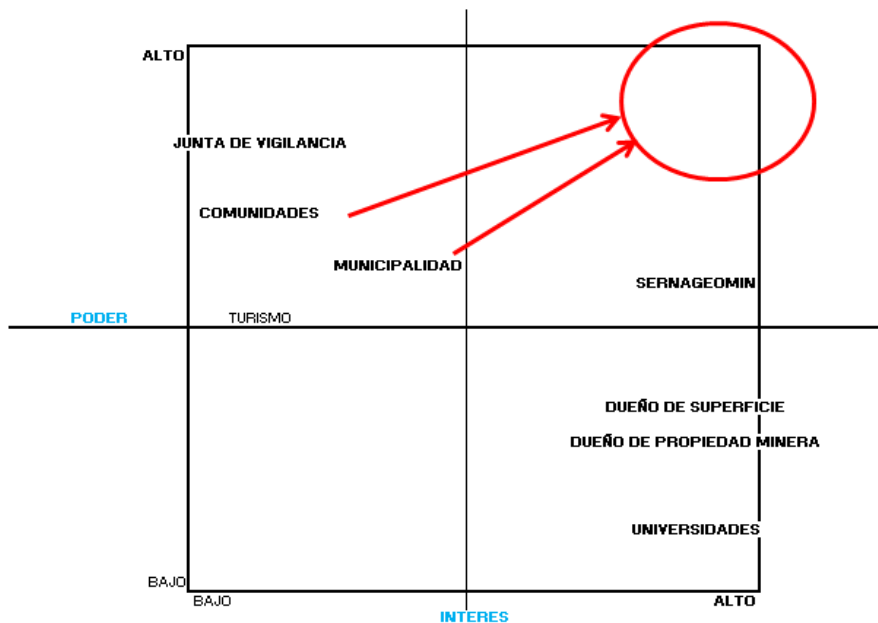 ALTO
JUNTA DE VIGILANCIA
COMUNIDADES
MUNICIPALIDAD
SERNAGEOMIN
PODER
TURISMO
DUEÑO DE SUPERFICIE
DUEÑO DE PROPIEDAD MINERA
UNIVERSIDADES
BAJO
BAJO
ALTO
INTERES